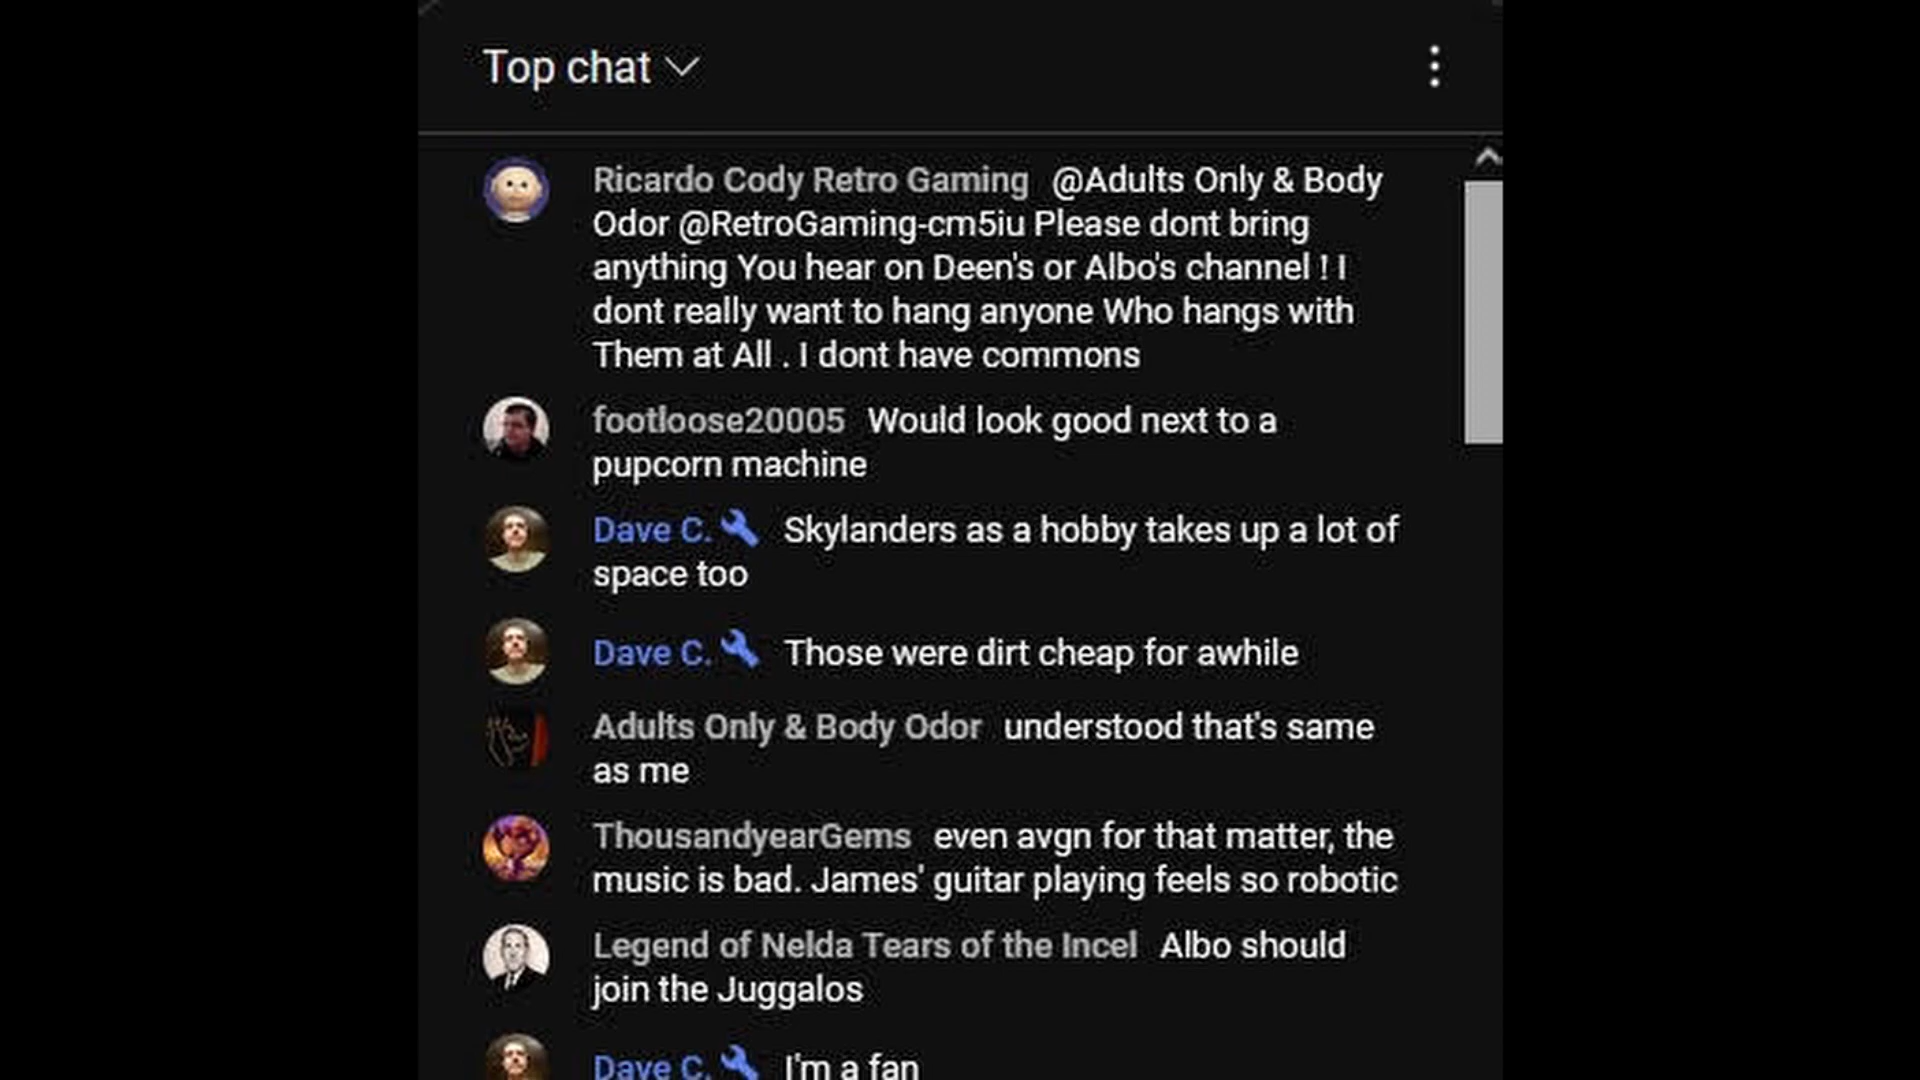 Top chat
Ricardo Cody Retro Gaming @Adults Only & Body
Odor @RetroGaming-cm5iu Please dont bring
anything You hear on Deen's or Albo's channel ! I
dont really want to hang anyone Who hangs with
Them at All . I dont have commons
footloose20005 Would look good next to a
pupcorn machine
Dave C. Skylanders as a hobby takes up a lot of
space too
Dave C. Those were dirt cheap for awhile
Adults Only & Body Odor understood that's same
as me
ThousandyearGems even avgn for that matter, the
music is bad. James' guitar playing feels so robotic
Legend of Nelda Tears of the Incel Albo should
join the Juggalos
Dave C. I'm a fan